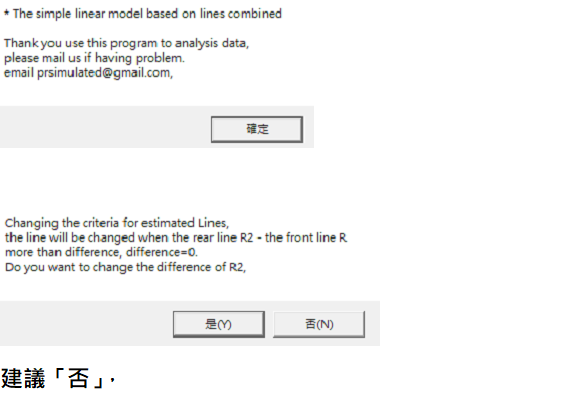 * The simple linear model based on lines combined
Thank you use this program to analysis data,
please mail us if having problem.
email prsimulated@gmail.com,
確定
Changing the criteria for estimated Lines,
the line will be changed when the rear line R2 - the front line R
more than difference, difference=0.
Do you want to change the difference of R2,
是(Y) 否(N)
建議「否」，